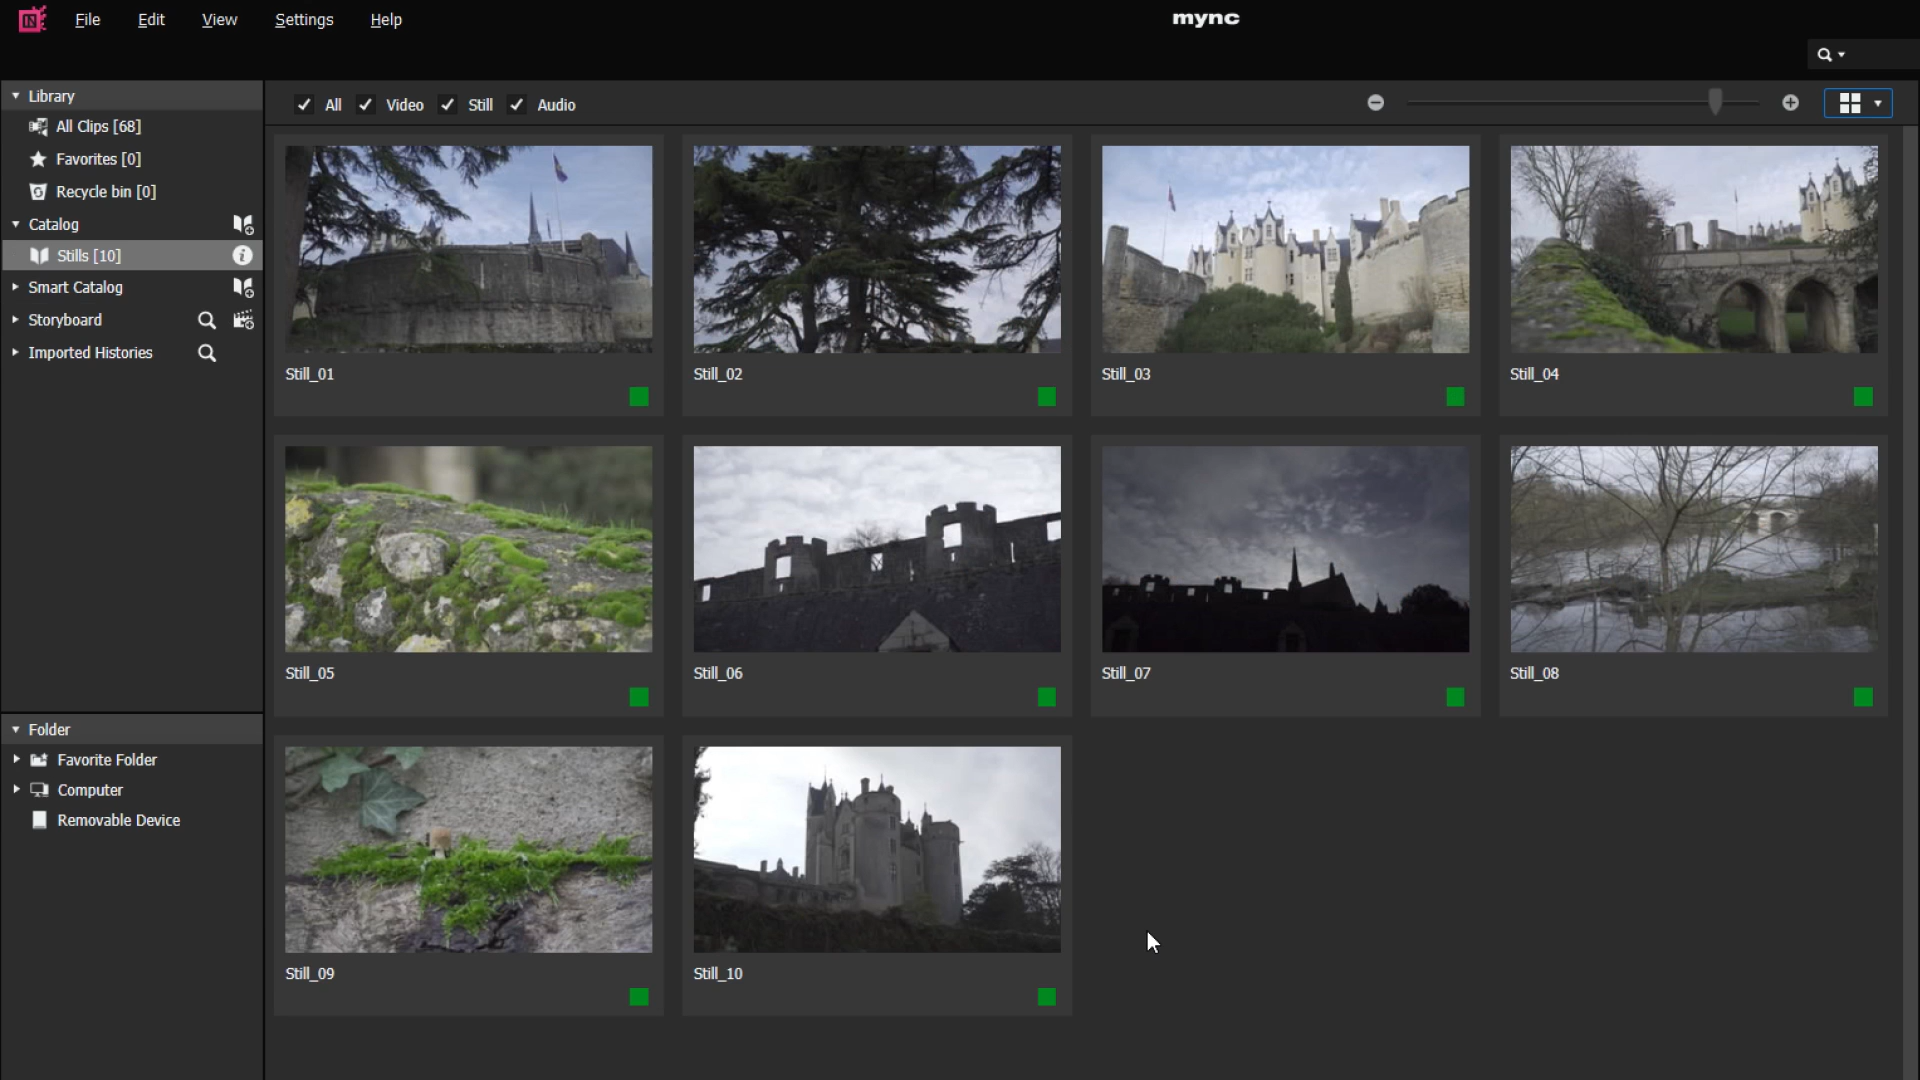 File Edit View Settings Help
mync
Library
All Clips [68]
Favorites [0]
Recycle bin [0]
Catalog
Stills [10]
Smart Catalog
Storyboard
Imported Histories
All Video Still Audio
Still_01
Still_02
Still_03
Still_04
Still_05
Still_06
Still_07
Still_08
Still_09
Still_10
Folder
Favorite Folder
Computer
Removable Device